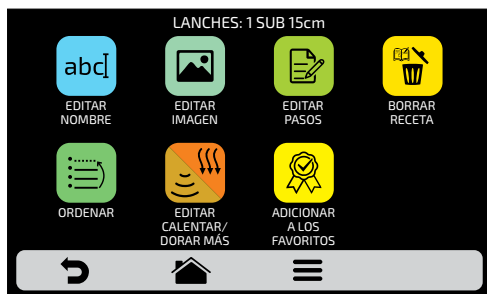 LANCHES: 1 SUB 15cm
abc
EDITAR
NOMBRE
EDITAR
IMAGEN
EDITAR
PASOS
BORRAR
RECETA
ORDENAR
EDITAR
CALENTAR/
DORAR MÁS
ADICIONAR
A LOS
FAVORITOS